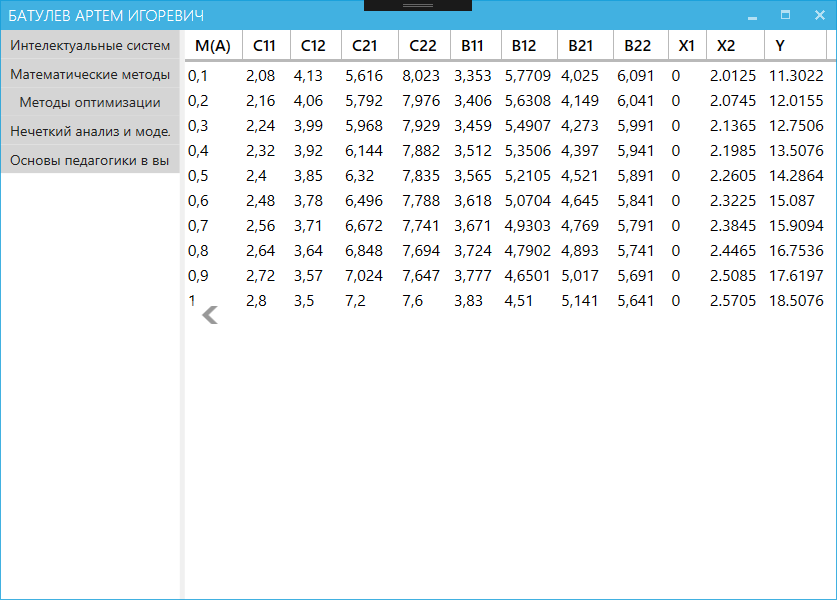 БАТУЛЕВ АРТЕМ ИГОРЕВИЧ
Интелектуальные систем
Математические методы
Методы оптимизации
Нечеткий анализ и моде.
Основы педагогики в вы
M(A) C11 C12 C21 C22 B11 B12 B21 B22 X1 X2 Y
0,1 2,08 4,13 5,616 8,023 3,353 5,7709 4,025 6,091 0 2.0125 11.3022
0,2 2,16 4,06 5,792 7,976 3,406 5,6308 4,149 6,041 0 2.0745 12.0155
0,3 2,24 3,99 5,968 7,929 3,459 5,4907 4,273 5,991 0 2.1365 12.7506
0,4 2,32 3,92 6,144 7,882 3,512 5,3506 4,397 5,941 0 2.1985 13.5076
0,5 2,4 3,85 6,32 7,835 3,565 5,2105 4,521 5,891 0 2.2605 14.2864
0,6 2,48 3,78 6,496 7,788 3,618 5,0704 4,645 5,841 0 2.3225 15.087
0,7 2,56 3,71 6,672 7,741 3,671 4,9303 4,769 5,791 0 2.3845 15.9094
0,8 2,64 3,64 6,848 7,694 3,724 4,7902 4,893 5,741 0 2.4465 16.7536
0,9 2,72 3,57 7,024 7,647 3,777 4,6501 5,017 5,691 0 2.5085 17.6197
1 2,8 3,5 7,2 7,6 3,83 4,51 5,141 5,641 0 2.5705 18.5076